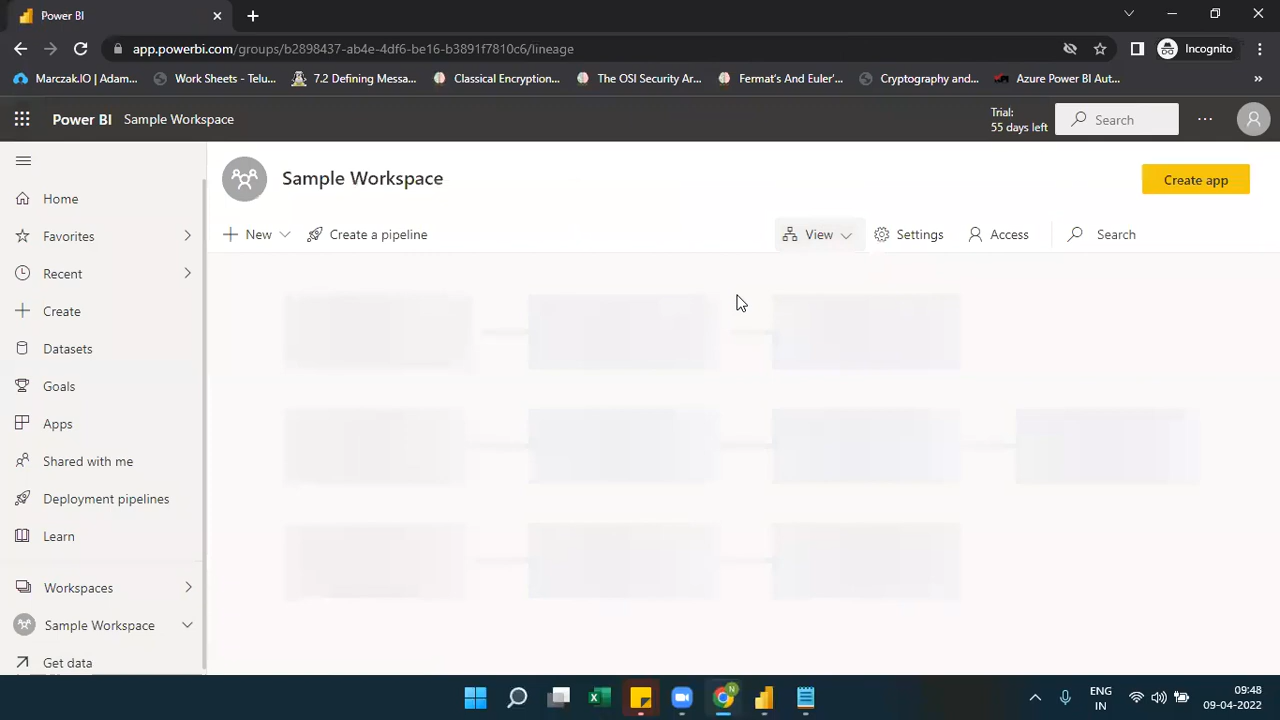 Power BI
app.powerbi.com/groups/b2898437-ab4e-4df6-be16-b3891f7810c6/lineage
Incognito
Marczak.IO | Adam...
Work Sheets - Telu...
7.2 Defining Messa...
Classical Encryption...
The OSI Security Ar...
Fermat's And Euler'...
Cryptography and...
Azure Power BI Aut...
»
Power BI
Sample Workspace
Trial:
55 days left
Search
Sample Workspace
Create app
New
Create a pipeline
View
Settings
Access
Search
Home
Favorites
Recent
Create
Datasets
Goals
Apps
Shared with me
Deployment pipelines
Learn
Workspaces
Sample Workspace
Get data
N
ENG
IN
09:48
09-04-2022